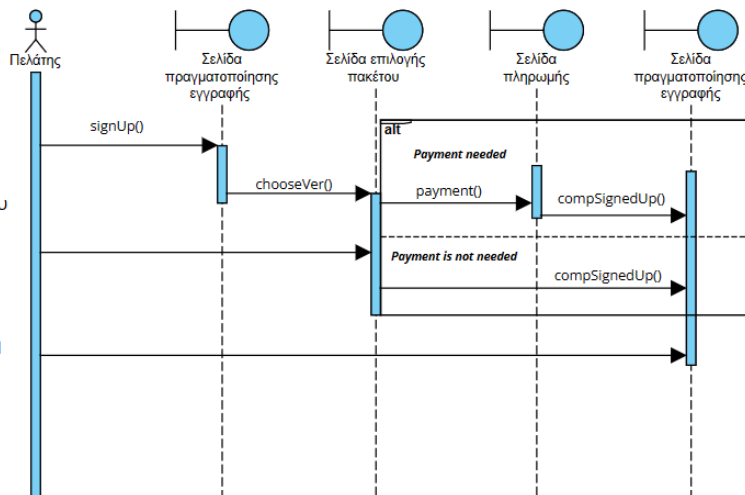 Πελάτης
Σελίδα
πραγματοποίησης
εγγραφής
Σελίδα επιλογής
πακέτου
Σελίδα
πληρωμής
Σελίδα
πραγματοποίησης
εγγραφής
signUp()
alt
Payment needed
chooseVer()
payment()
compSignedUp()
Payment is not needed
compSignedUp()